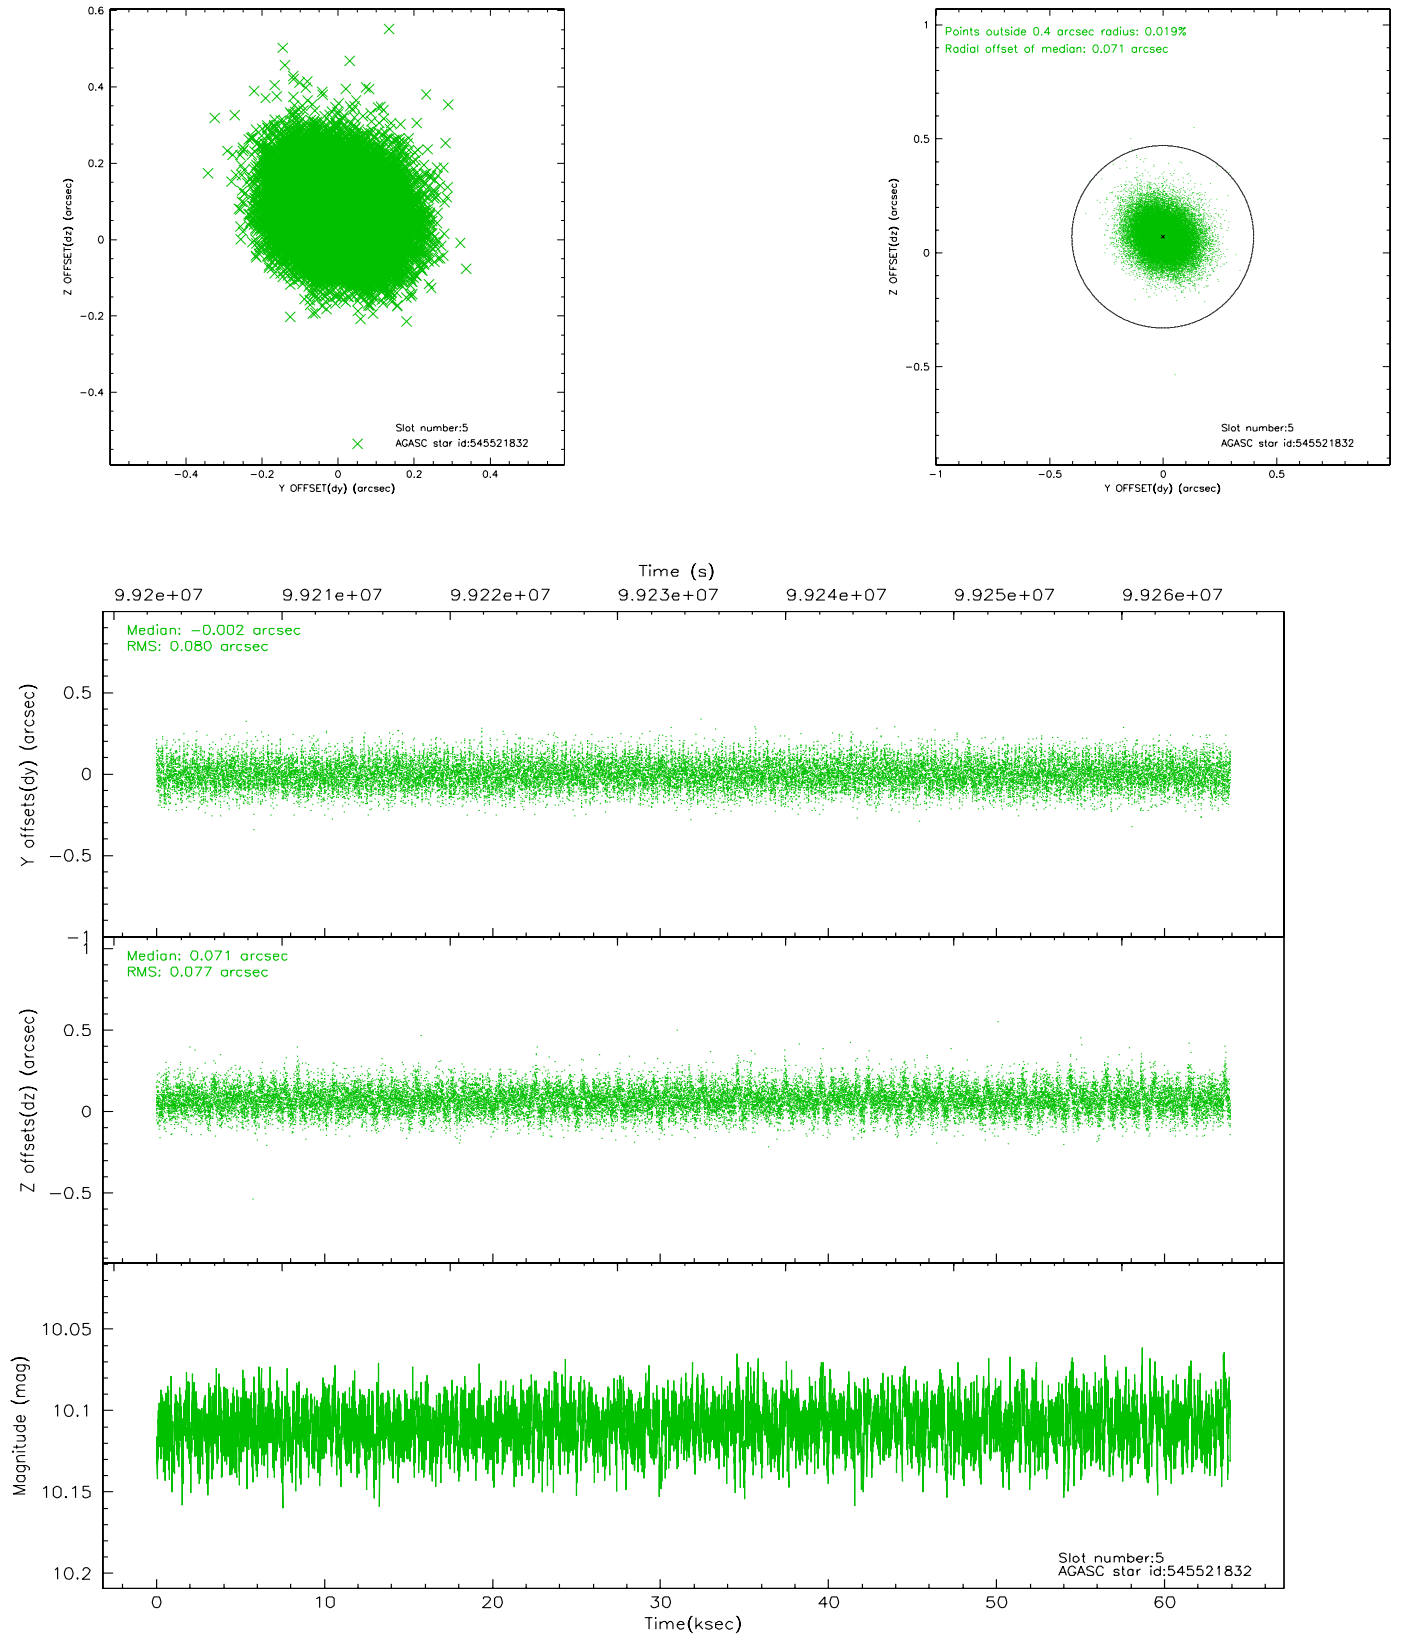 0.6
0.4
0.2
0
−0.2
−0.4
Z OFFSET(dz) (arcsec)
Slot number:5
AGASC star id:545521832
−0.4 −0.2 0 0.2 0.4
Y OFFSET(dy) (arcsec)
Points outside 0.4 arcsec radius: 0.019%
Radial offset of median: 0.071 arcsec
1
0.5
0
−0.5
Z OFFSET(dz) (arcsec)
Slot number:5
AGASC star id:545521832
−1 −0.5 0 0.5
Y OFFSET(dy) (arcsec)
Time (s)
9.92e+07 9.921e+07 9.922e+07 9.923e+07 9.924e+07 9.925e+07 9.926e+07
Median: −0.002 arcsec
RMS: 0.080 arcsec
0.5
0
−0.5
−1
Y offsets(dy) (arcsec)
Median: 0.071 arcsec
RMS: 0.077 arcsec
1
0.5
0
−0.5
Z offsets(dz) (arcsec)
10.05
10.1
10.15
10.2
Magnitude (mag)
Slot number:5
AGASC star id:545521832
0 10 20 30 40 50 60
Time(ksec)